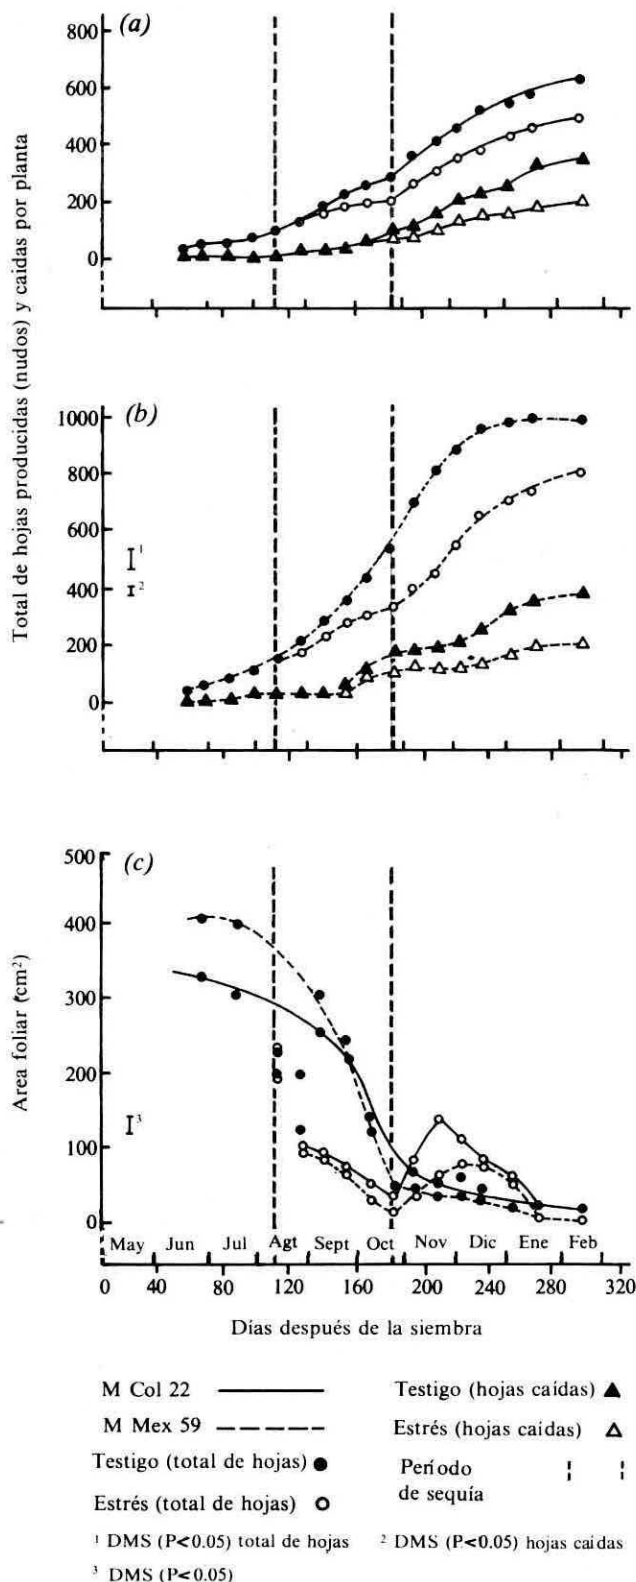 (a)
800
600
400
200
0
Total de hojas producidas (nudos) y caídas por planta
(b)
1000
800
600
400
200
0
1
2
(c)
500
400
300
200
100
0
Area foliar (cm²)
3
May Jun Jul Agt Sept Oct Nov Dic Ene Feb
0 40 80 120 160 200 240 280 320
Días después de la siembra
M Col 22
M Mex 59
Testigo (total de hojas)
Estrés (total de hojas)
Testigo (hojas caídas)
Estrés (hojas caídas)
Período
de sequía
¹ DMS (P<0.05) total de hojas
² DMS (P<0.05) hojas caídas
³ DMS (P<0.05)